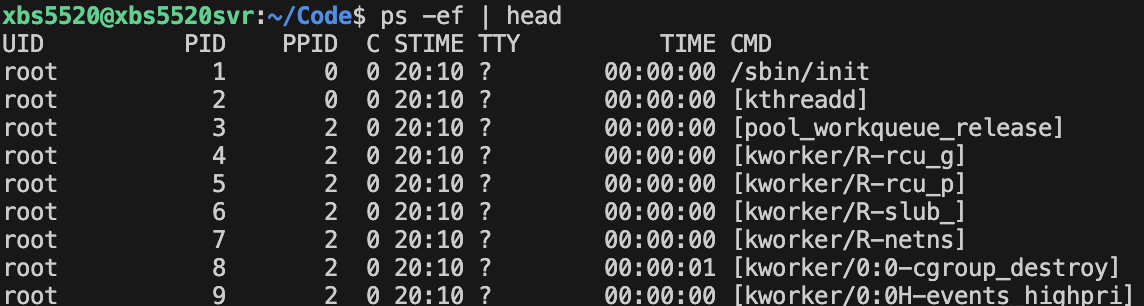 xbs5520@xbs5520svr:~/Code$ ps -ef | head
UID          PID    PPID  C STIME TTY          TIME CMD
root           1       0  0 20:10 ?        00:00:00 /sbin/init
root           2       0  0 20:10 ?        00:00:00 [kthreadd]
root           3       2  0 20:10 ?        00:00:00 [pool_workqueue_release]
root           4       2  0 20:10 ?        00:00:00 [kworker/R-rcu_g]
root           5       2  0 20:10 ?        00:00:00 [kworker/R-rcu_p]
root           6       2  0 20:10 ?        00:00:00 [kworker/R-slub_]
root           7       2  0 20:10 ?        00:00:00 [kworker/R-netns]
root           8       2  0 20:10 ?        00:00:01 [kworker/0:0-cgroup_destroy]
root           9       2  0 20:10 ?        00:00:00 [kworker/0:0H-events_highpri]